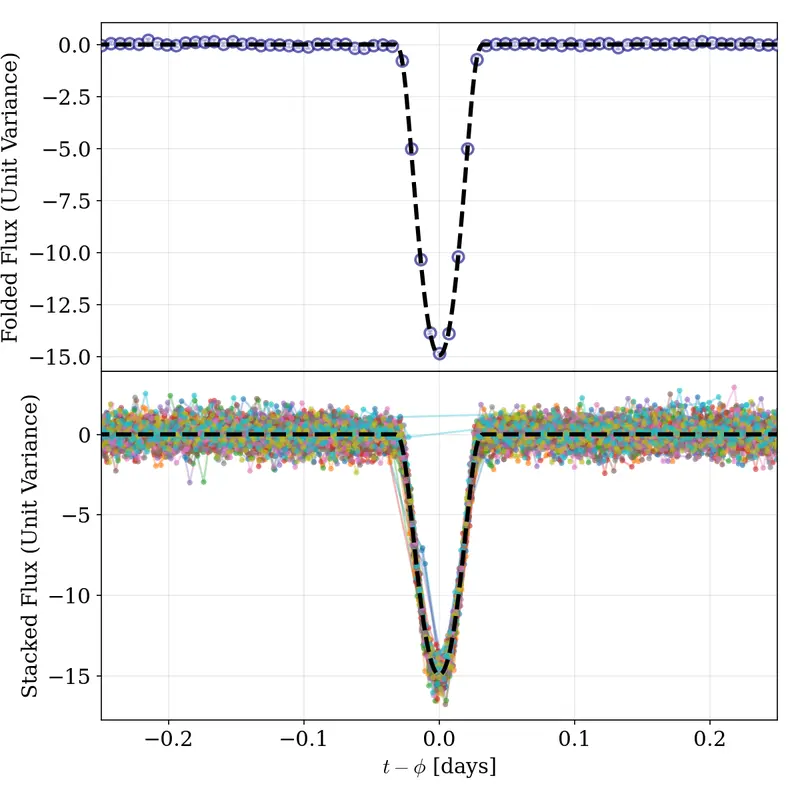 Folded Flux (Unit Variance)
0.0
−2.5
−5.0
−7.5
−10.0
−12.5
−15.0
Stacked Flux (Unit Variance)
0
−5
−10
−15
−0.2 −0.1 0.0 0.1 0.2
t − ϕ [days]